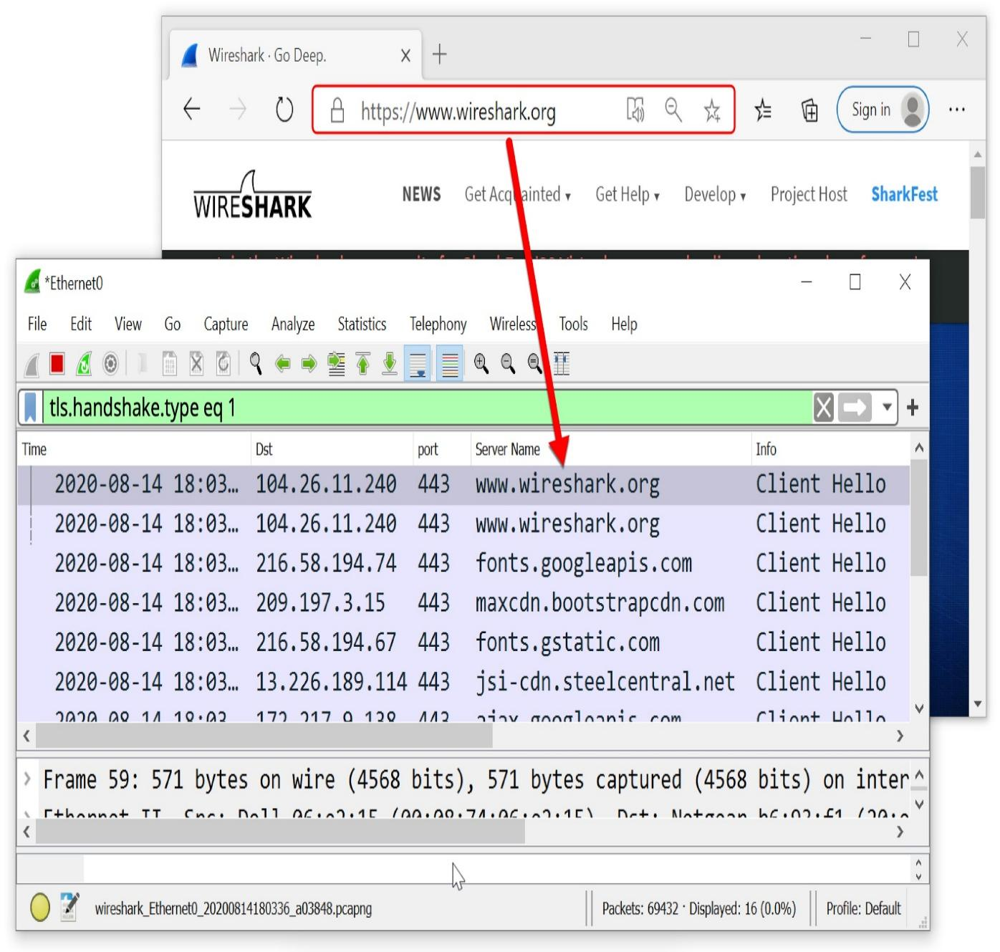 Wireshark · Go Deep.
https://www.wireshark.org
Sign in
WIRESHARK
NEWS Get Acquainted Get Help Develop Project Host SharkFest
*Ethernet0
File Edit View Go Capture Analyze Statistics Telephony Wireless Tools Help
tls.handshake.type eq 1
Time Dst port Server Name Info
2020-08-14 18:03… 104.26.11.240 443 www.wireshark.org Client Hello
2020-08-14 18:03… 104.26.11.240 443 www.wireshark.org Client Hello
2020-08-14 18:03… 216.58.194.74 443 fonts.googleapis.com Client Hello
2020-08-14 18:03… 209.197.3.15 443 maxcdn.bootstrapcdn.com Client Hello
2020-08-14 18:03… 216.58.194.67 443 fonts.gstatic.com Client Hello
2020-08-14 18:03… 13.226.189.114 443 jsi-cdn.steelcentral.net Client Hello
2020-08-14 18:03 172.217.9.138 443 ajax.googleapis.com Client Hello
Frame 59: 571 bytes on wire (4568 bits), 571 bytes captured (4568 bits) on inter
Ethernet II, Src: Dell_06:e2:15 (00:08:74:06:e2:15), Dst: Netgear_b6:93:f1 (20:e
wireshark_Ethernet0_20200814180336_a03848.pcapng
Packets: 69432 · Displayed: 16 (0.0%)
Profile: Default